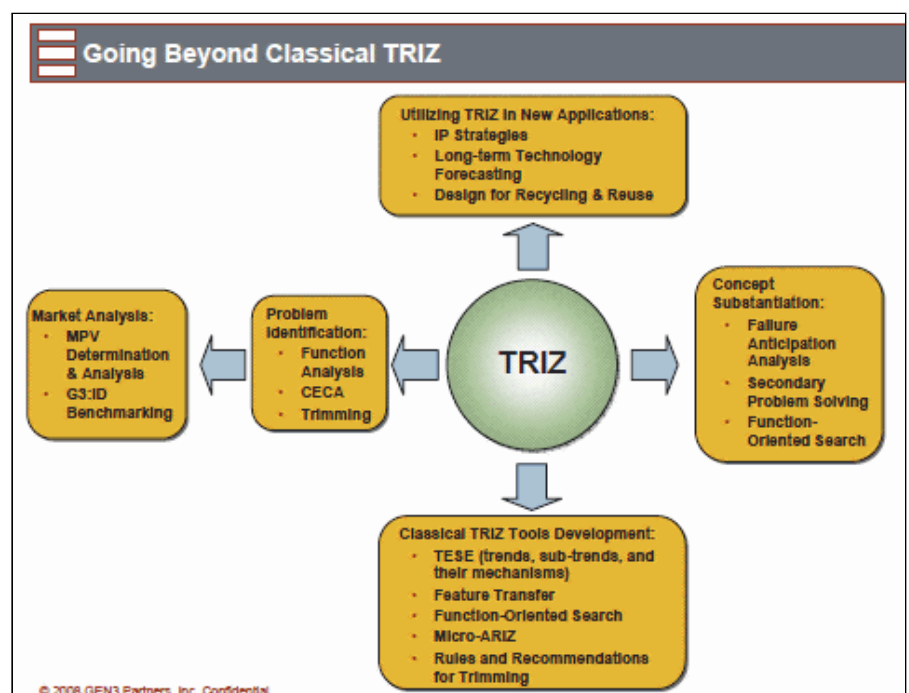 Going Beyond Classical TRIZ
Utilizing TRIZ In New Applications:
• IP Strategies
• Long-term Technology
Forecasting
• Design for Recycling & Reuse
Market Analysis:
• MPV
Determination
& Analysis
• G3:ID
Benchmarking
Problem
Identification:
• Function
Analysis
• CECA
• Trimming
TRIZ
Concept
Substantiation:
• Failure
Anticipation
Analysis
• Secondary
Problem Solving
• Function-
Oriented Search
Classical TRIZ Tools Development:
• TESE (trends, sub-trends, and
their mechanisms)
• Feature Transfer
• Function-Oriented Search
• Micro-ARIZ
• Rules and Recommendations
for Trimming
© 2008 GEN3 Partners, Inc. Confidential